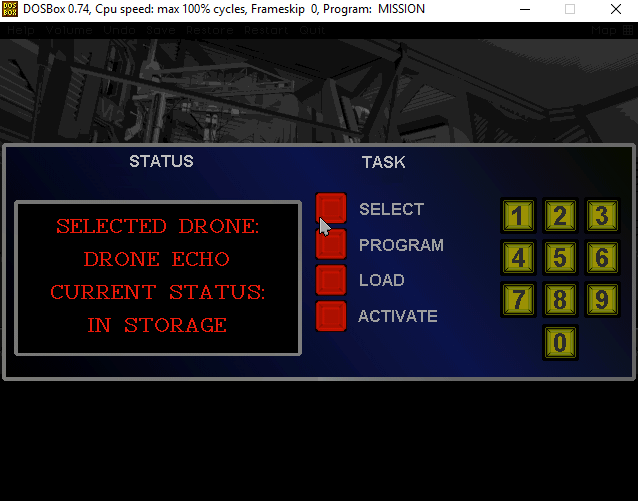 DOSBox 0.74, Cpu speed: max 100% cycles, Frameskip 0, Program: MISSION
Help Volume Undo Save Restore Restart Quit Map
STATUS
TASK
SELECTED DRONE:
DRONE ECHO
CURRENT STATUS:
IN STORAGE
SELECT
PROGRAM
LOAD
ACTIVATE
1 2 3
4 5 6
7 8 9
0